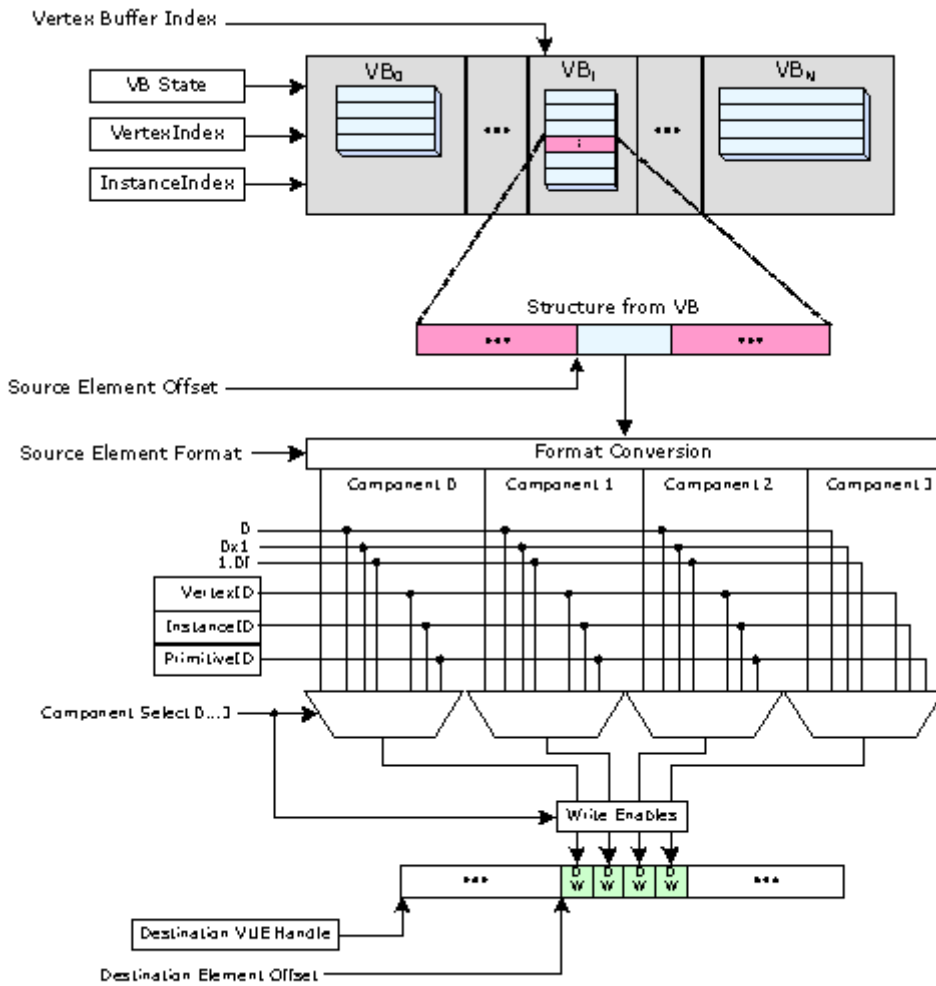 Vertex Buffer Index
VB0 ••• VBI ••• VBN
VB State
VertexIndex
InstanceIndex
Structure from VB
••• •••
Source Element Offset
Source Element Format
Format Conversion
Component 0 Component 1 Component 2 Component 3
0
0x1
1.0f
VertexID
InstanceID
PrimitiveID
Component Select 0...3
Write Enables
••• DW DW DW DW •••
Destination VUE Handle
Destination Element Offset